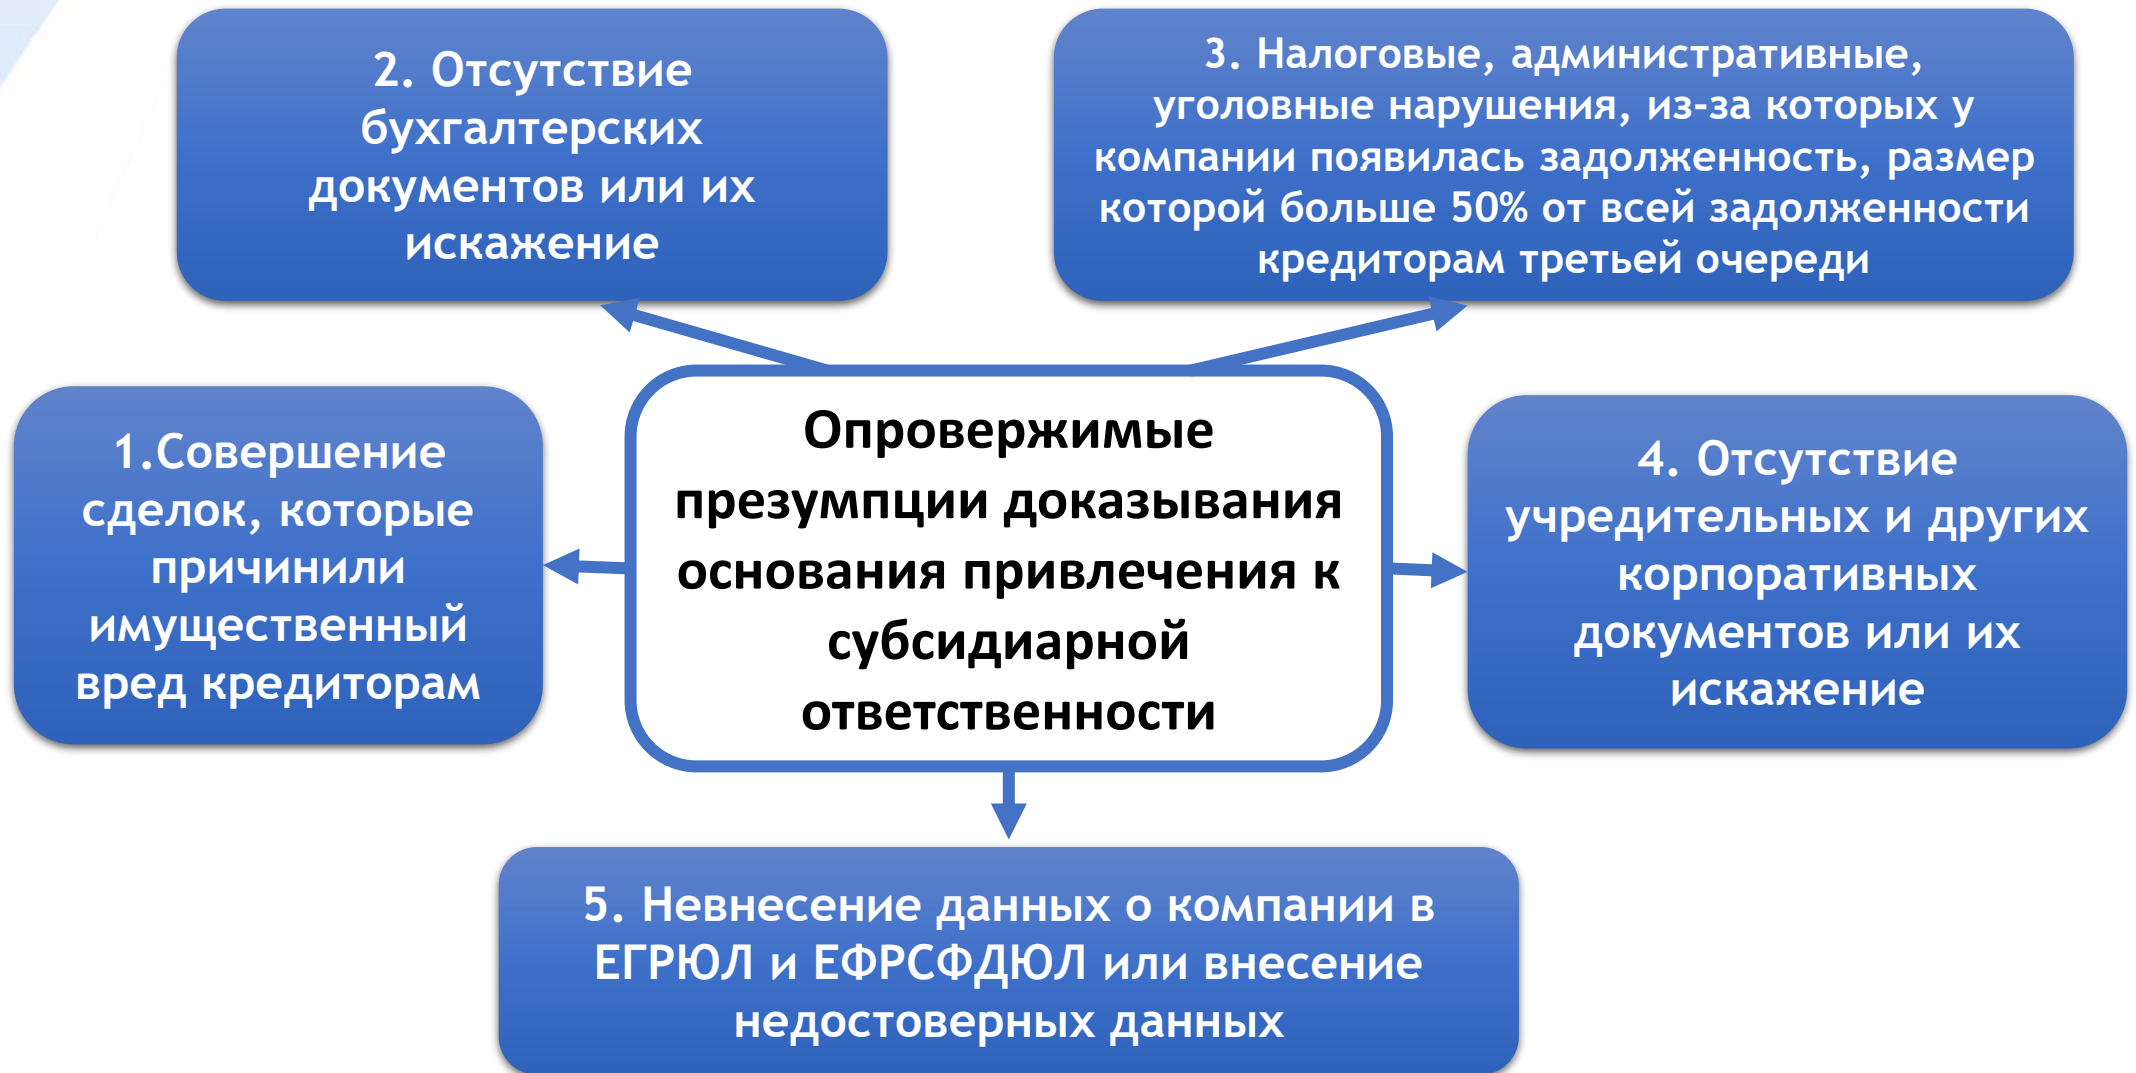 2. Отсутствие
бухгалтерских
документов или их
искажение
3. Налоговые, административные,
уголовные нарушения, из-за которых у
компании появилась задолженность, размер
которой больше 50% от всей задолженности
кредиторам третьей очереди
1.Совершение
сделок, которые
причинили
имущественный
вред кредиторам
Опровержимые
презумпции доказывания
основания привлечения к
субсидиарной
ответственности
4. Отсутствие
учредительных и других
корпоративных
документов или их
искажение
5. Невнесение данных о компании в
ЕГРЮЛ и ЕФРСФДЮЛ или внесение
недостоверных данных